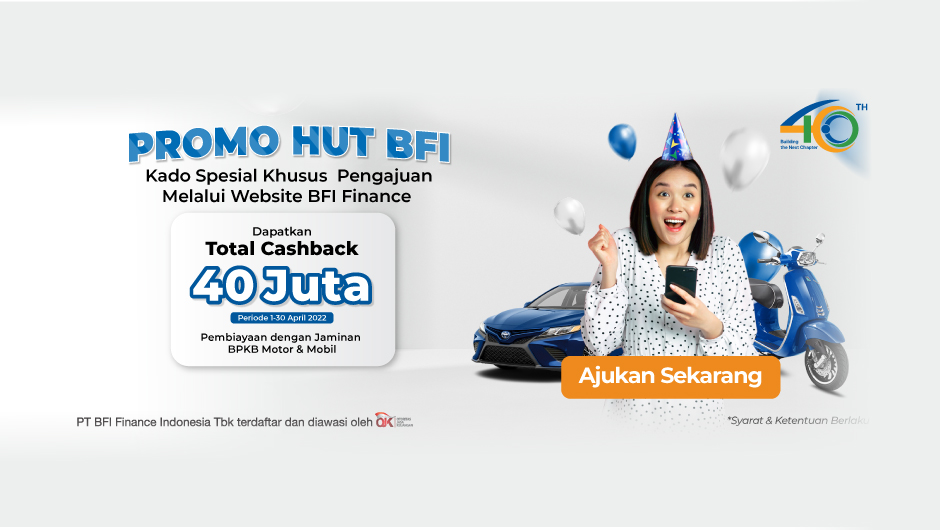 PROMO HUT BFI
Kado Spesial Khusus Pengajuan
Melalui Website BFI Finance
Dapatkan
Total Cashback
40 Juta
Periode 1-30 April 2022
Pembiayaan dengan Jaminan
BPKB Motor & Mobil
40TH
Building
the Next Chapter
Ajukan Sekarang
PT BFI Finance Indonesia Tbk terdaftar dan diawasi oleh OJK
*Syarat & Ketentuan Berlaku